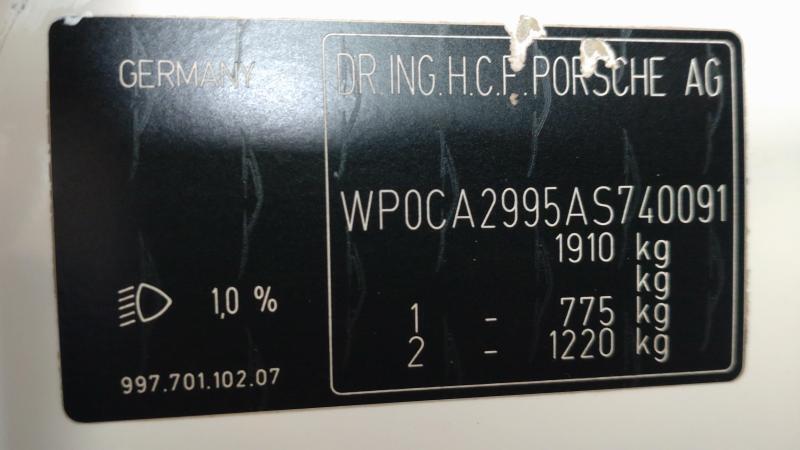 GERMANY
DR.ING.H.C.F.PORSCHE AG
WP0CA2995AS740091
1910 kg
kg
1 - 775 kg
2 - 1220 kg
1,0 %
997.701.102.07